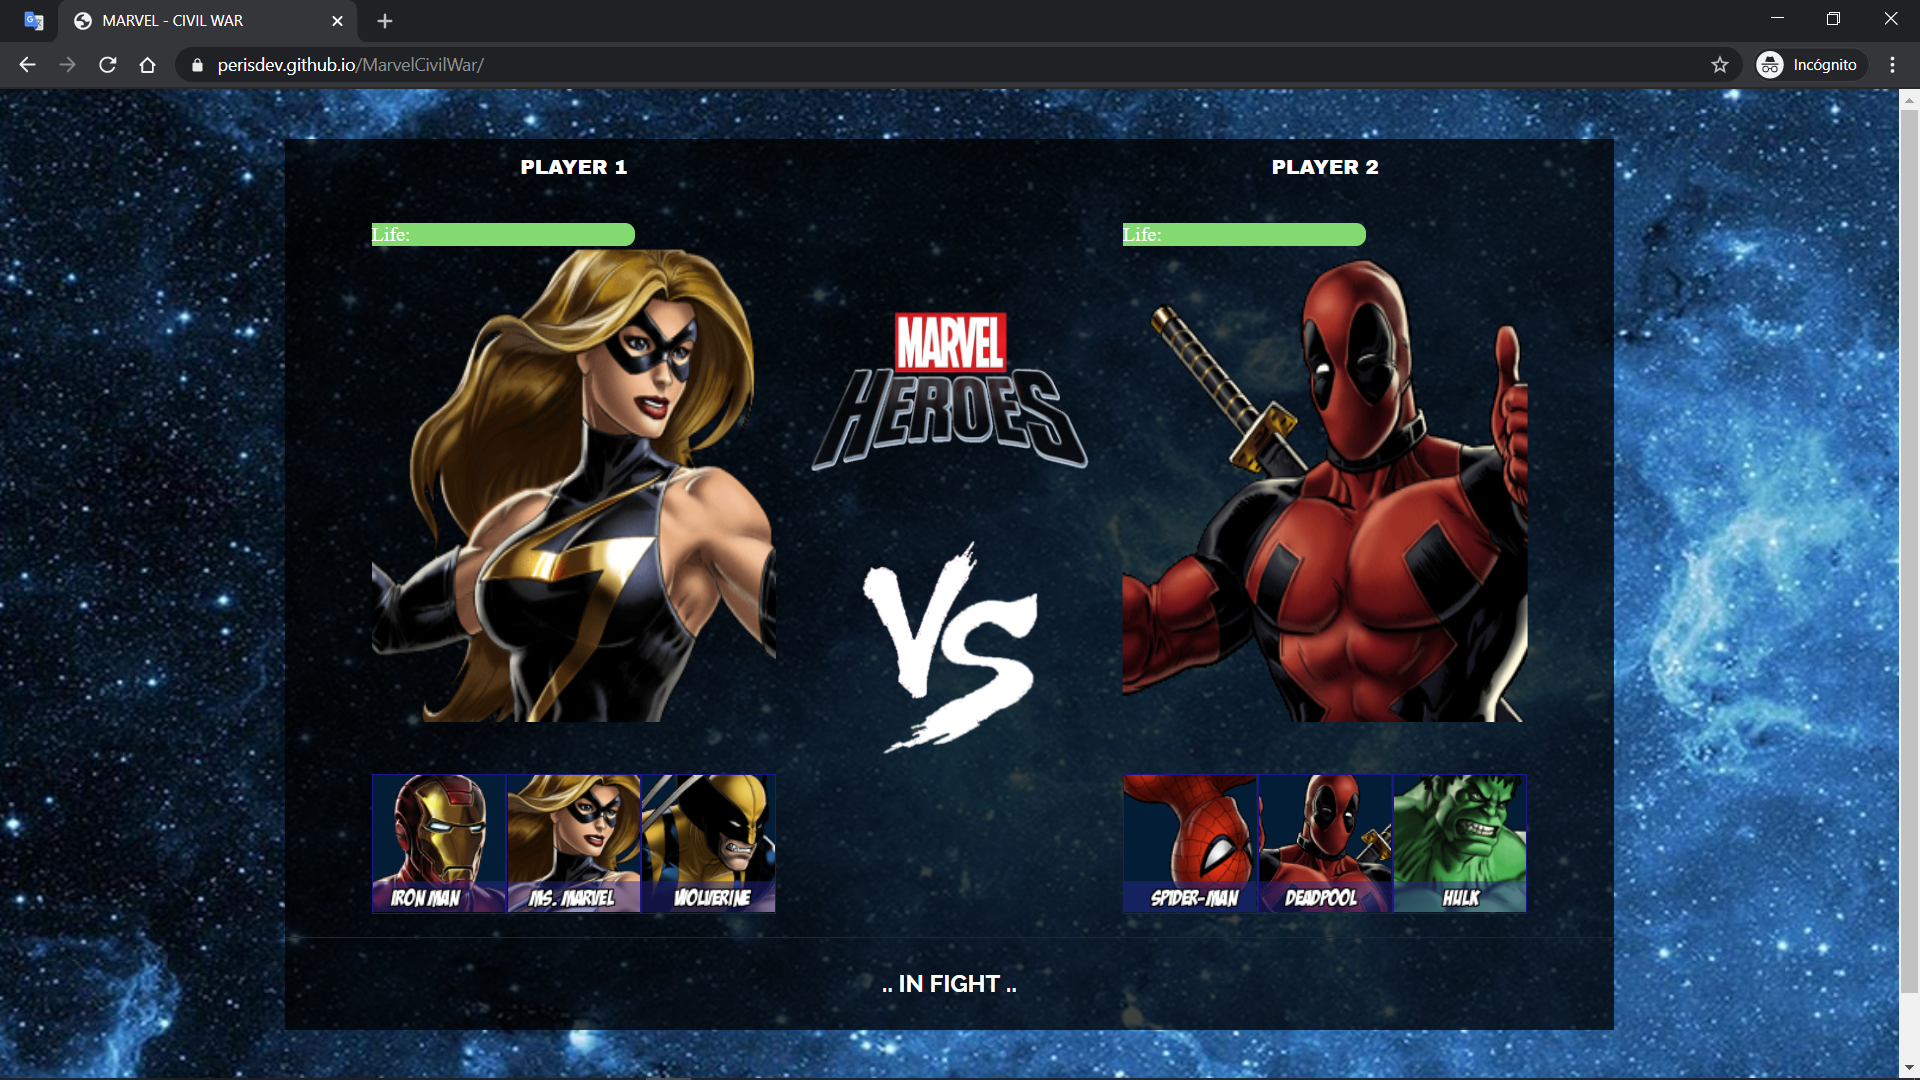 MARVEL - CIVIL WAR
perisdev.github.io/MarvelCivilWar/
Incógnito
PLAYER 1
PLAYER 2
Life:
Life:
MARVEL
HEROES
VS
IRON MAN
MS. MARVEL
WOLVERINE
SPIDER-MAN
DEADPOOL
HULK
.. IN FIGHT ..